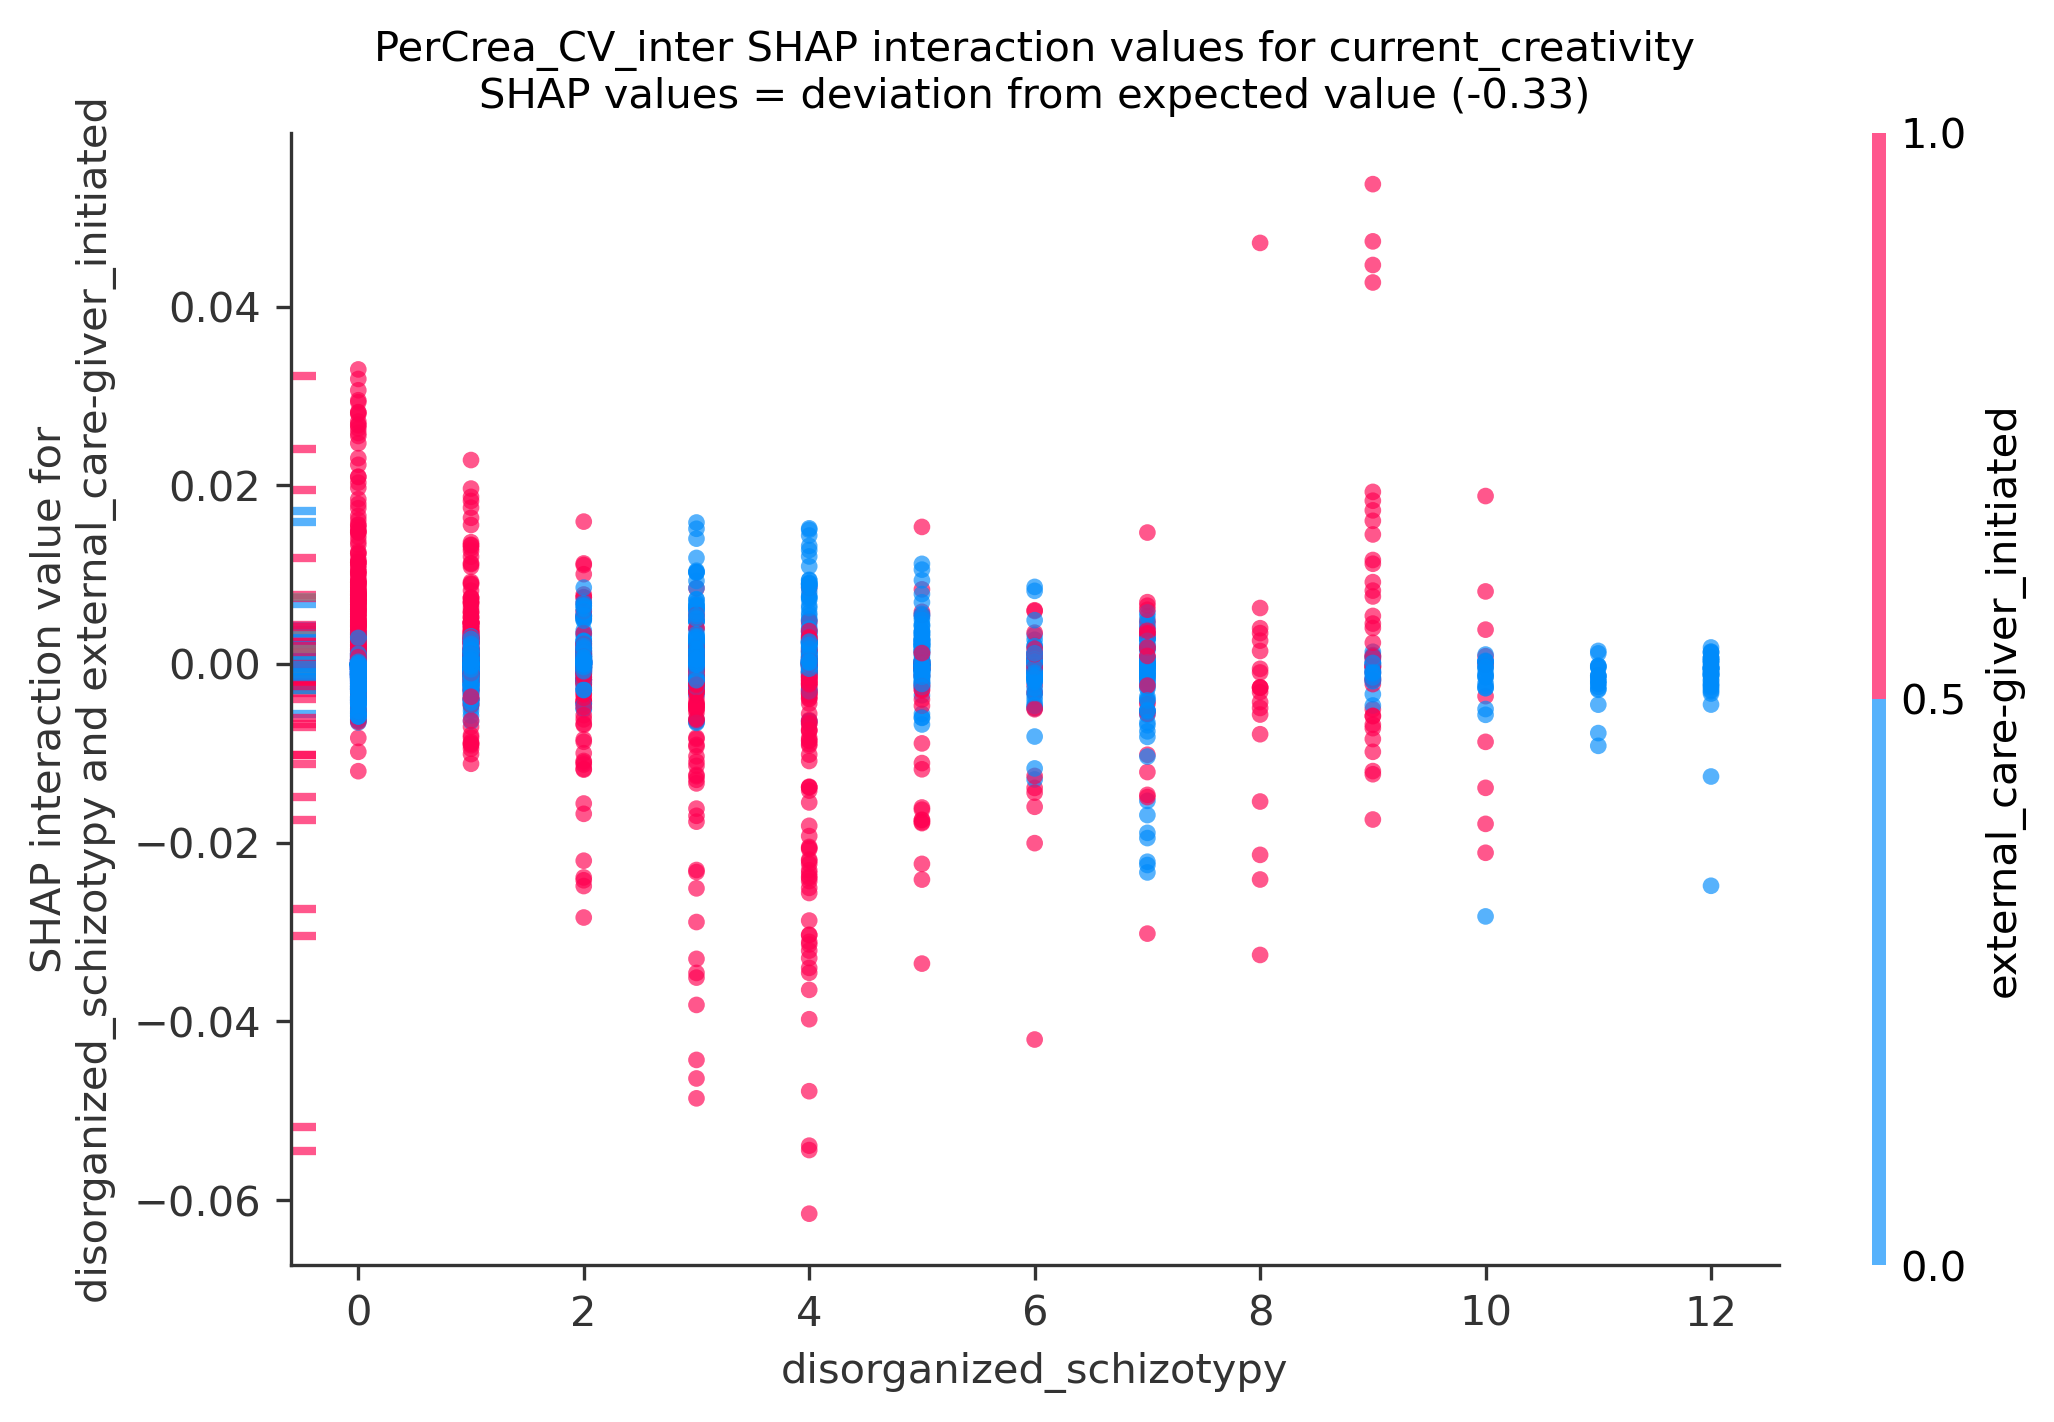 PerCrea_CV_inter SHAP interaction values for current_creativity
SHAP values = deviation from expected value (-0.33)
SHAP interaction value for
disorganized_schizotypy and external_care-giver_initiated
0.04
0.02
0.00
−0.02
−0.04
−0.06
0 2 4 6 8 10 12
disorganized_schizotypy
1.0
0.5
0.0
external_care-giver_initiated